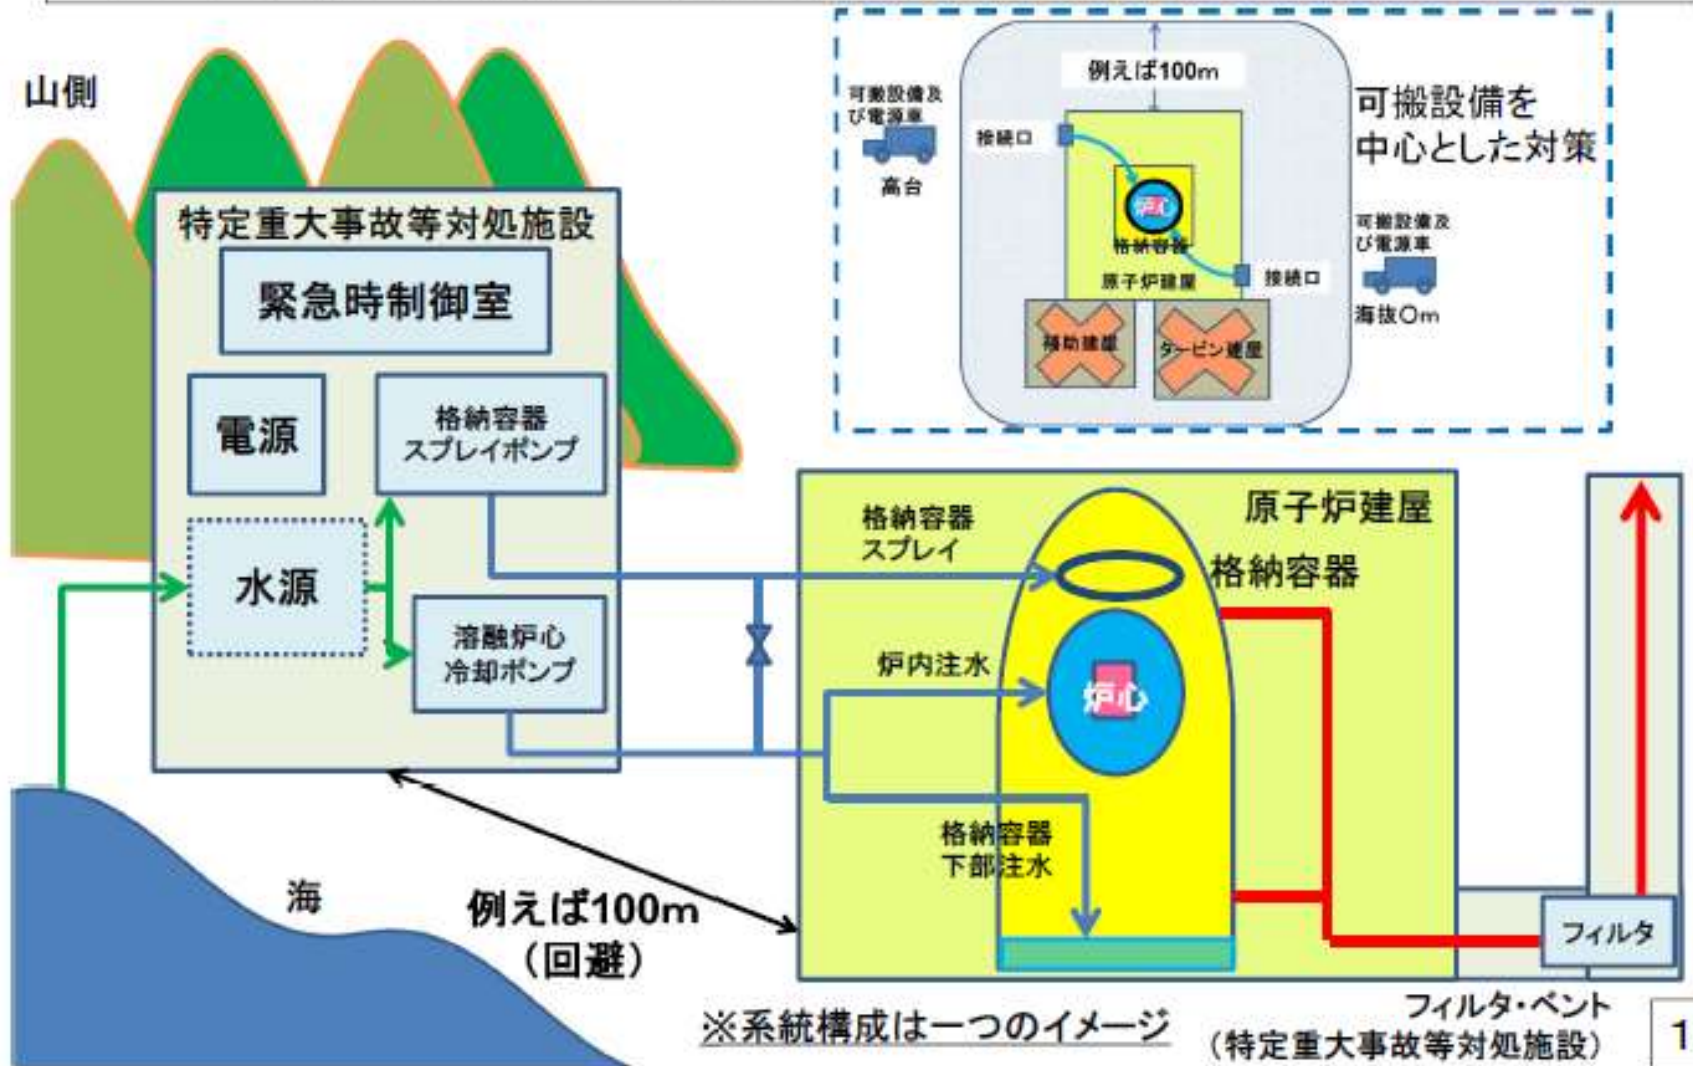 山側
特定重大事故等対処施設
緊急時制御室
電源
格納容器
スプレイポンプ
水源
溶融炉心
冷却ポンプ
海
例えば100m
(回避)
例えば100m
可搬設備及
び電源車
高台
接続口
炉心
格納容器
原子炉建屋
接続口
補助建屋
タービン建屋
可搬設備を
中心とした対策
可搬設備及
び電源車
海抜〇m
原子炉建屋
格納容器
格納容器
スプレイ
炉内注水
炉心
格納容器
下部注水
フィルタ
フィルタ・ベント
(特定重大事故等対処施設)
※系統構成は一つのイメージ
1